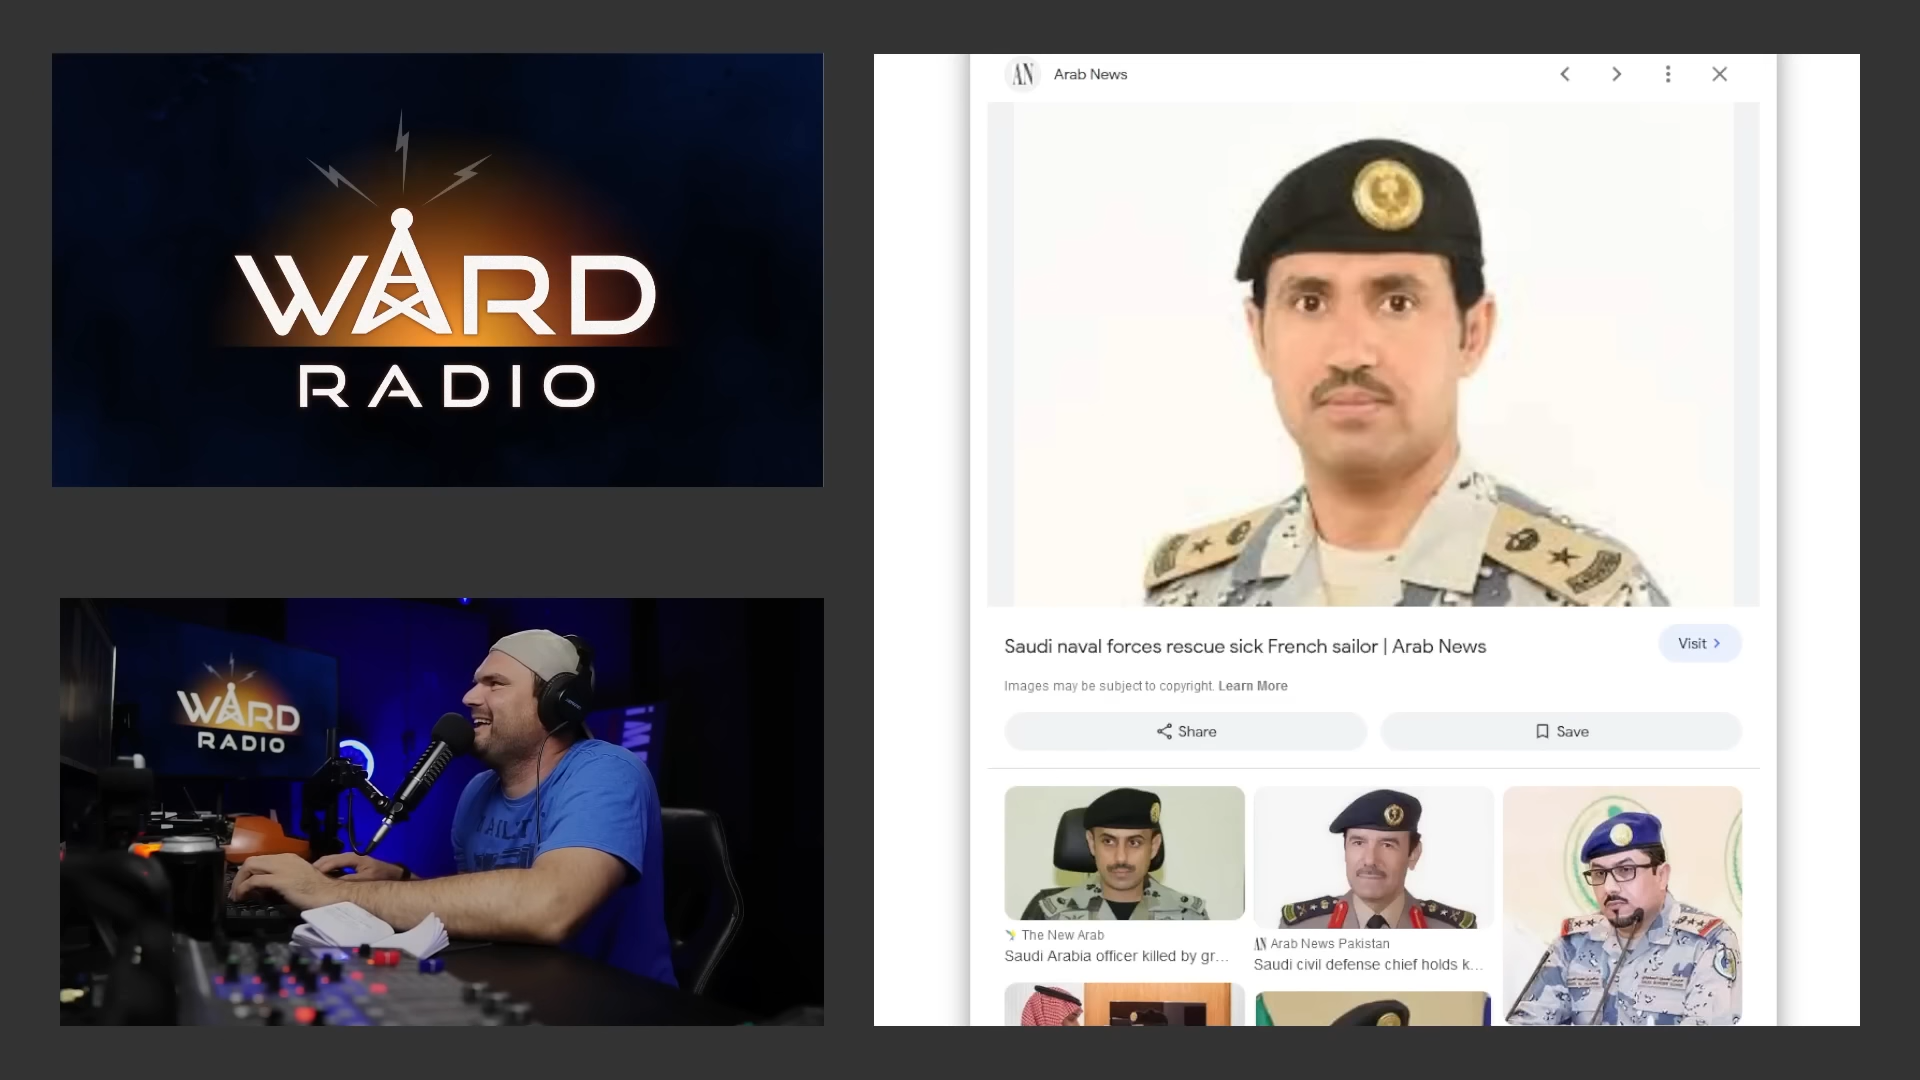 WARD
RADIO
WARD
RADIO
AN Arab News
Saudi naval forces rescue sick French sailor | Arab News
Visit
Images may be subject to copyright. Learn More
Share
Save
The New Arab
Saudi Arabia officer killed by gr...
AN Arab News Pakistan
Saudi civil defense chief holds k...